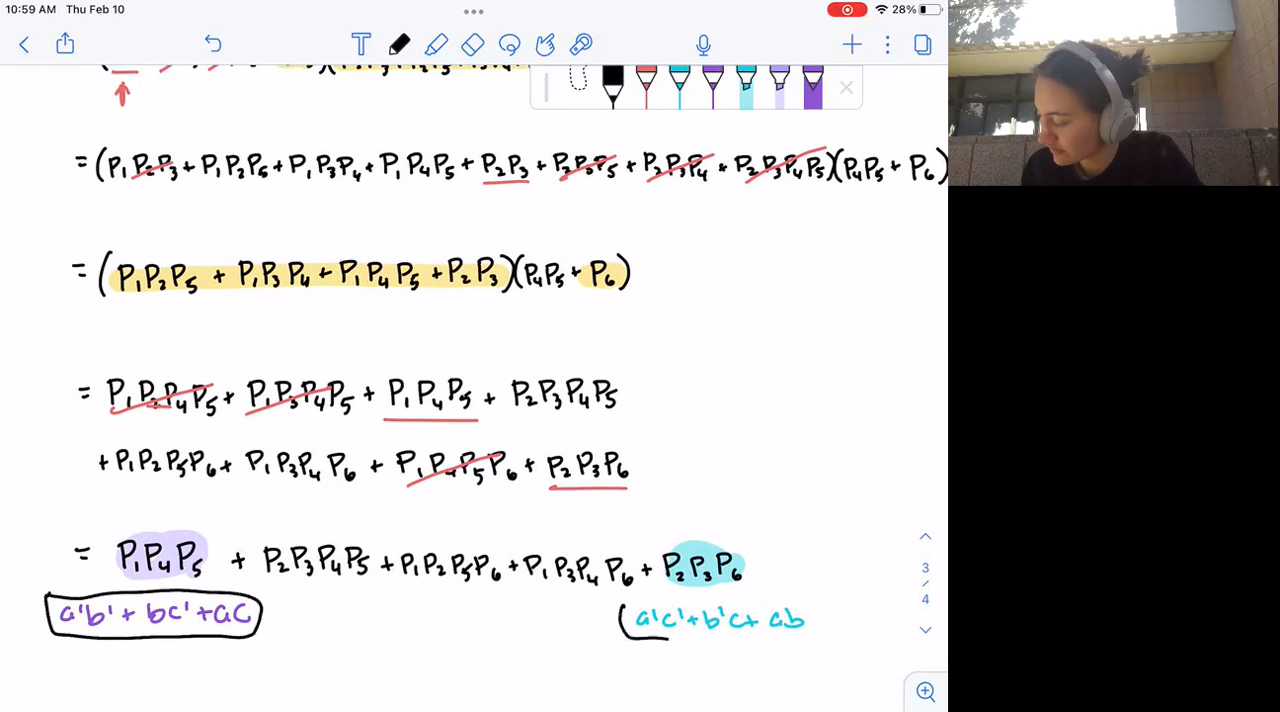 10:59 AM Thu Feb 10 28%
= (P₁P₂P₃ + P₁P₂P₅ + P₁P₃P₄ + P₁P₄P₅ + P₂P₃ + P₂P₃P₅ + P₂P₃P₄ + P₂P₃P₄P₅)(P₄P₅ + P₆)
= (P₁P₂P₅ + P₁P₃P₄ + P₁P₄P₅ + P₂P₃)(P₄P₅ + P₆)
= P₁P₂P₄P₅ + P₁P₃P₄P₅ + P₁P₄P₅ + P₂P₃P₄P₅
+ P₁P₂P₅P₆ + P₁P₃P₄P₆ + P₁P₄P₅P₆ + P₂P₃P₆
= P₁P₄P₅ + P₂P₃P₄P₅ + P₁P₂P₅P₆ + P₁P₃P₄P₆ + P₂P₃P₆
a'b' + bc' + ac
a'c' + b'c + ab
3
/
4